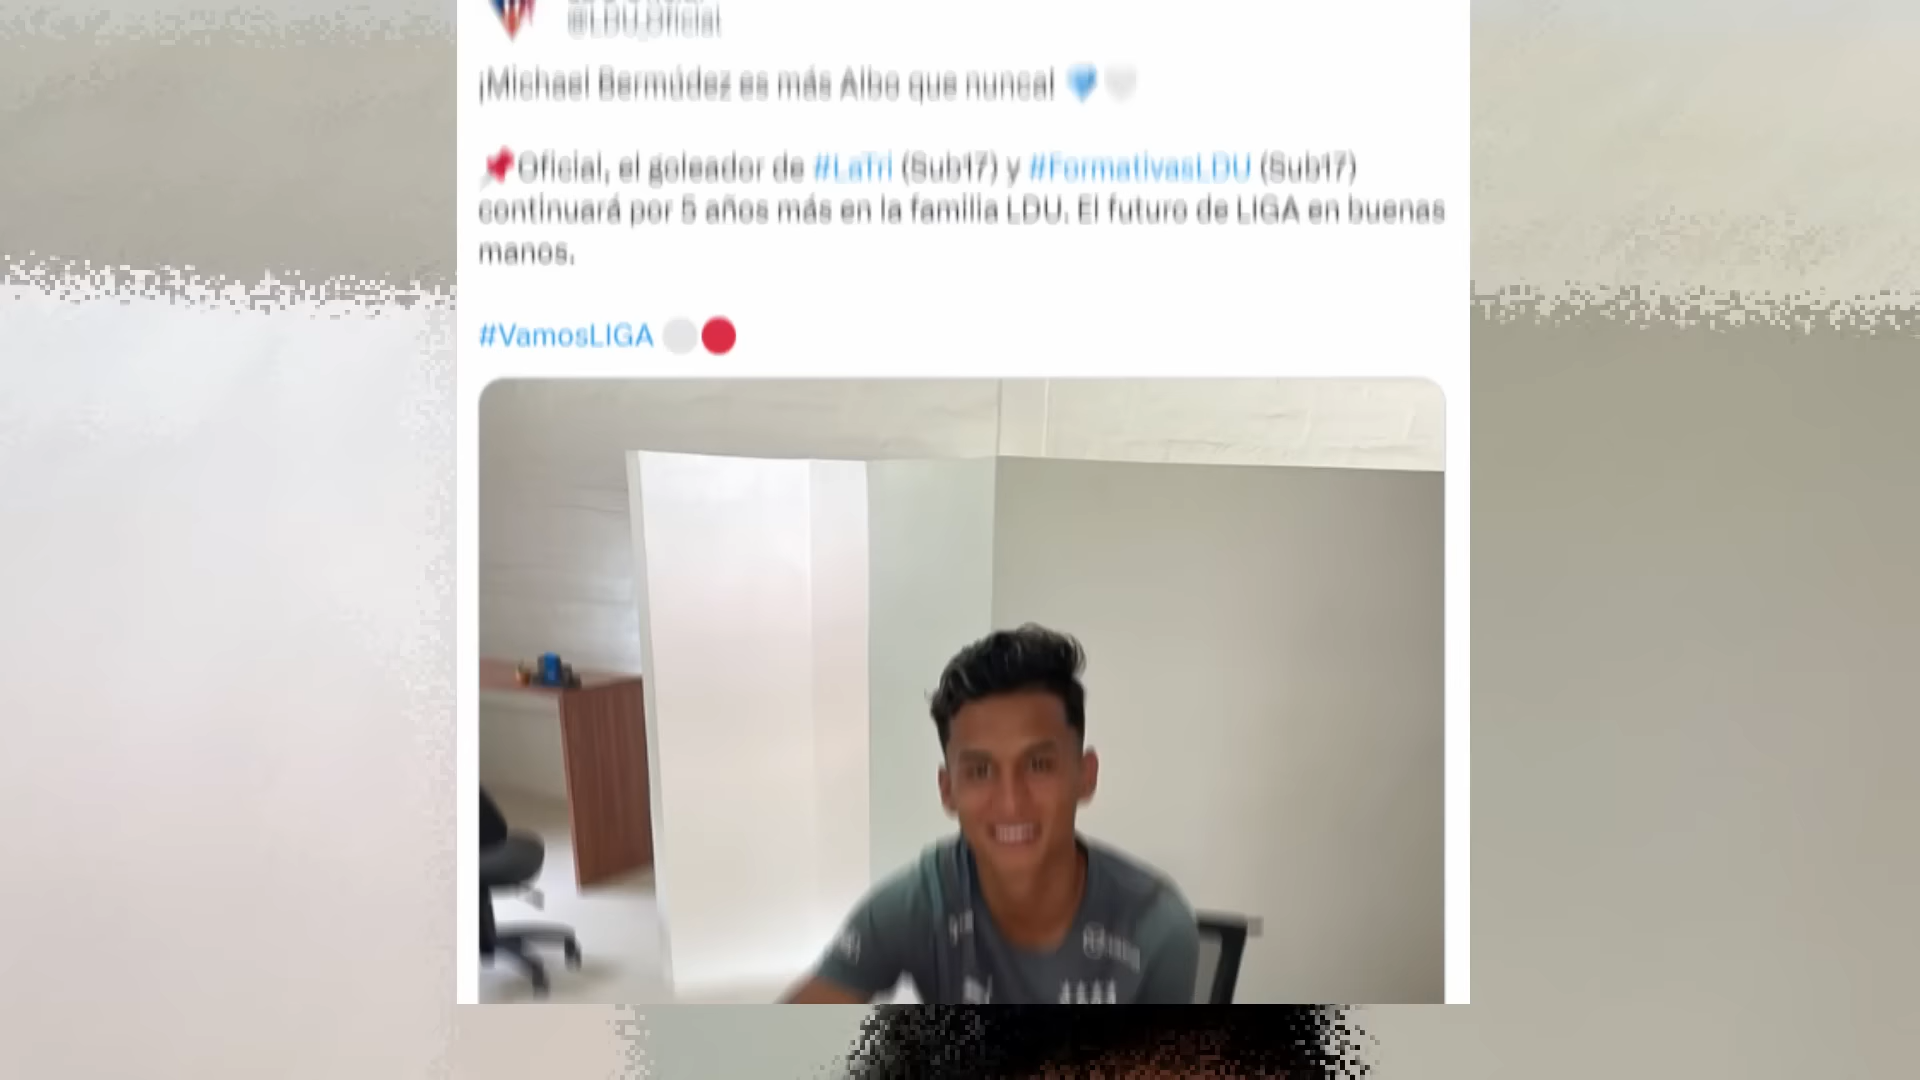 @LDU_Oficial
¡Michael Bermúdez es más Albo que nunca!
Oficial, el goleador de #LaTri (Sub17) y #FormativasLDU (Sub17)
continuará por 5 años más en la familia LDU. El futuro de LIGA en buenas
manos.
#VamosLIGA